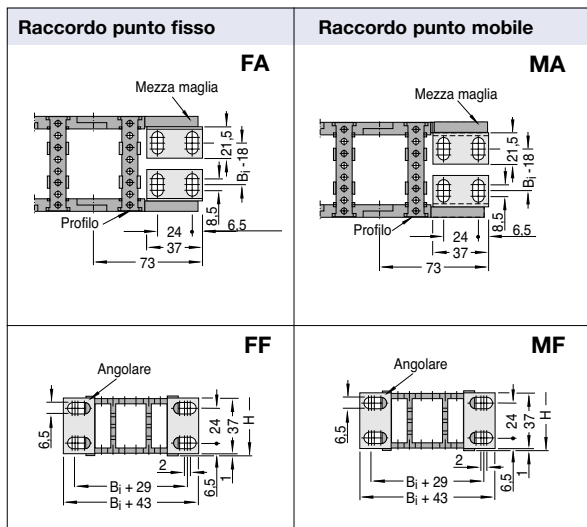 Raccordo punto fisso
Raccordo punto mobile
FA
Mezza maglia
21,5
Bi -18
8,5
Profilo
24
6,5
37
73
MA
Mezza maglia
21,5
Bi -18
8,5
Profilo
24
6,5
37
73
FF
Angolare
6,5
24
37
H
2
6,5
1
Bi + 29
Bi + 43
MF
Angolare
6,5
24
37
H
2
6,5
1
Bi + 29
Bi + 43